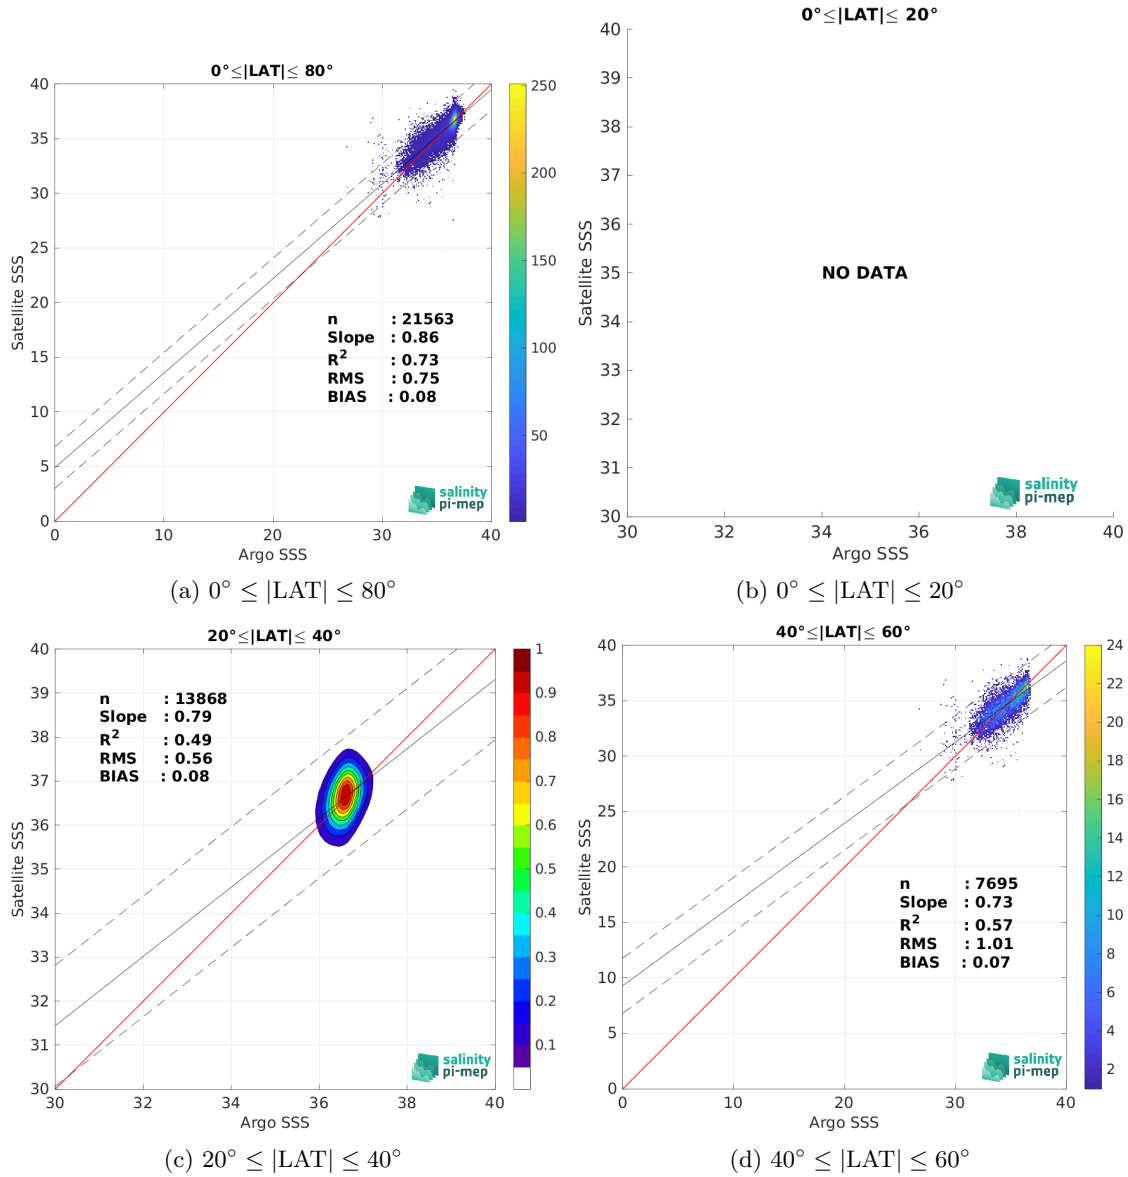 0°≤|LAT|≤ 80°
40
35
30
25
20
15
10
5
0
Satellite SSS
0
10
20
30
40
Argo SSS
250
200
150
100
50
n : 21563
Slope : 0.86
R² : 0.73
RMS : 0.75
BIAS : 0.08
salinity
pi-mep
(a) 0° ≤ |LAT| ≤ 80°
0°≤|LAT|≤ 20°
40
39
38
37
36
35
34
33
32
31
30
Satellite SSS
NO DATA
30
32
34
36
38
40
Argo SSS
salinity
pi-mep
(b) 0° ≤ |LAT| ≤ 20°
20°≤|LAT|≤ 40°
40
39
38
37
36
35
34
33
32
31
30
Satellite SSS
n : 13868
Slope : 0.79
R² : 0.49
RMS : 0.56
BIAS : 0.08
30
32
34
36
38
40
Argo SSS
1
0.9
0.8
0.7
0.6
0.5
0.4
0.3
0.2
0.1
salinity
pi-mep
(c) 20° ≤ |LAT| ≤ 40°
40°≤|LAT|≤ 60°
40
35
30
25
20
15
10
5
0
Satellite SSS
n : 7695
Slope : 0.73
R² : 0.57
RMS : 1.01
BIAS : 0.07
0
10
20
30
40
Argo SSS
24
22
20
18
16
14
12
10
8
6
4
2
salinity
pi-mep
(d) 40° ≤ |LAT| ≤ 60°